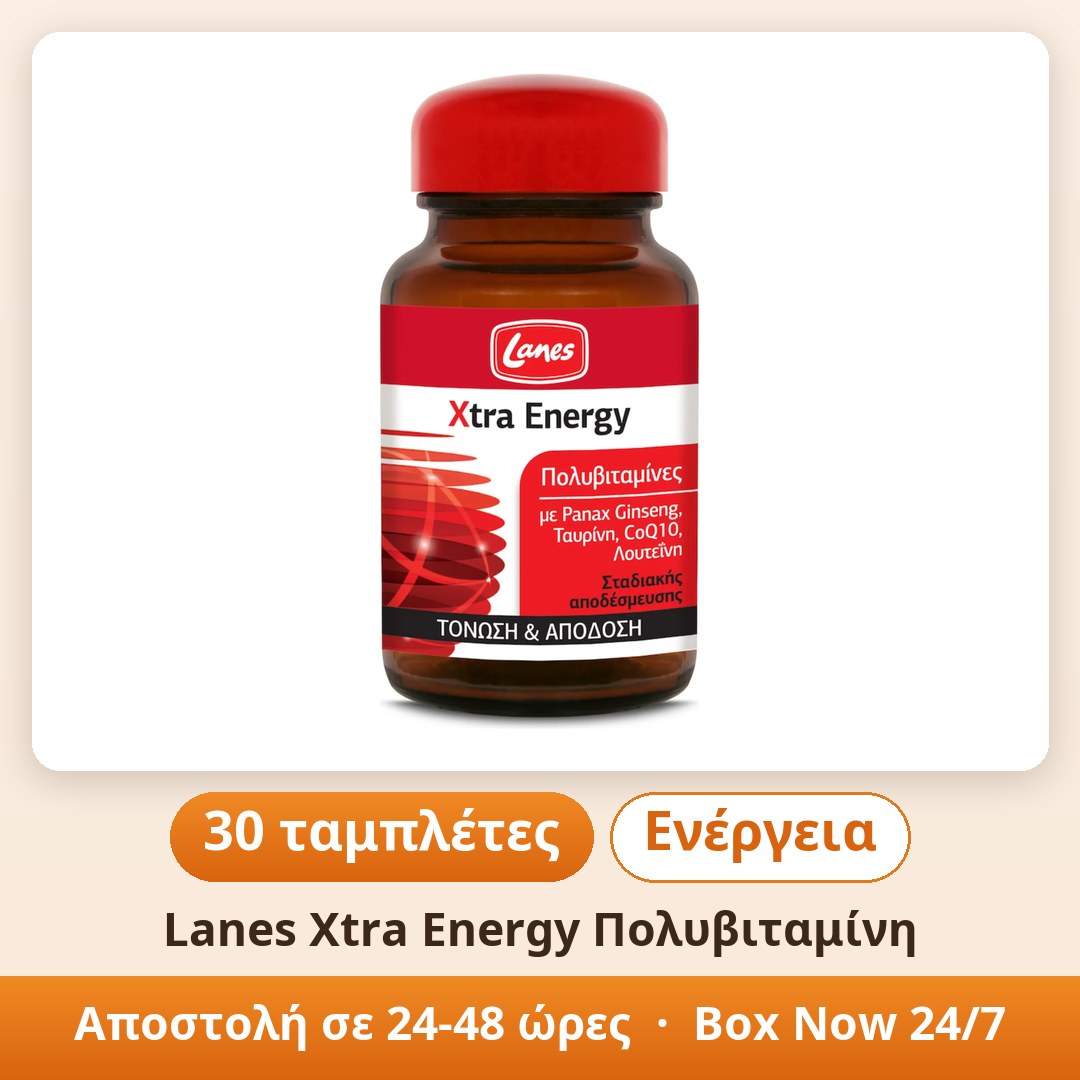 Lanes
Xtra Energy
Πολυβιταμίνες
με Panax Ginseng,
Ταυρίνη, CoQ10,
Λουτεΐνη
Σταδιακής
αποδέσμευσης
ΤΟΝΩΣΗ & ΑΠΟΔΟΣΗ
30 ταμπλέτες
Ενέργεια
Lanes Xtra Energy Πολυβιταμίνη
Αποστολή σε 24-48 ώρες · Box Now 24/7